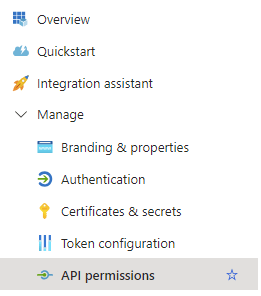 Overview
Quickstart
Integration assistant
Manage
Branding & properties
Authentication
Certificates & secrets
Token configuration
API permissions